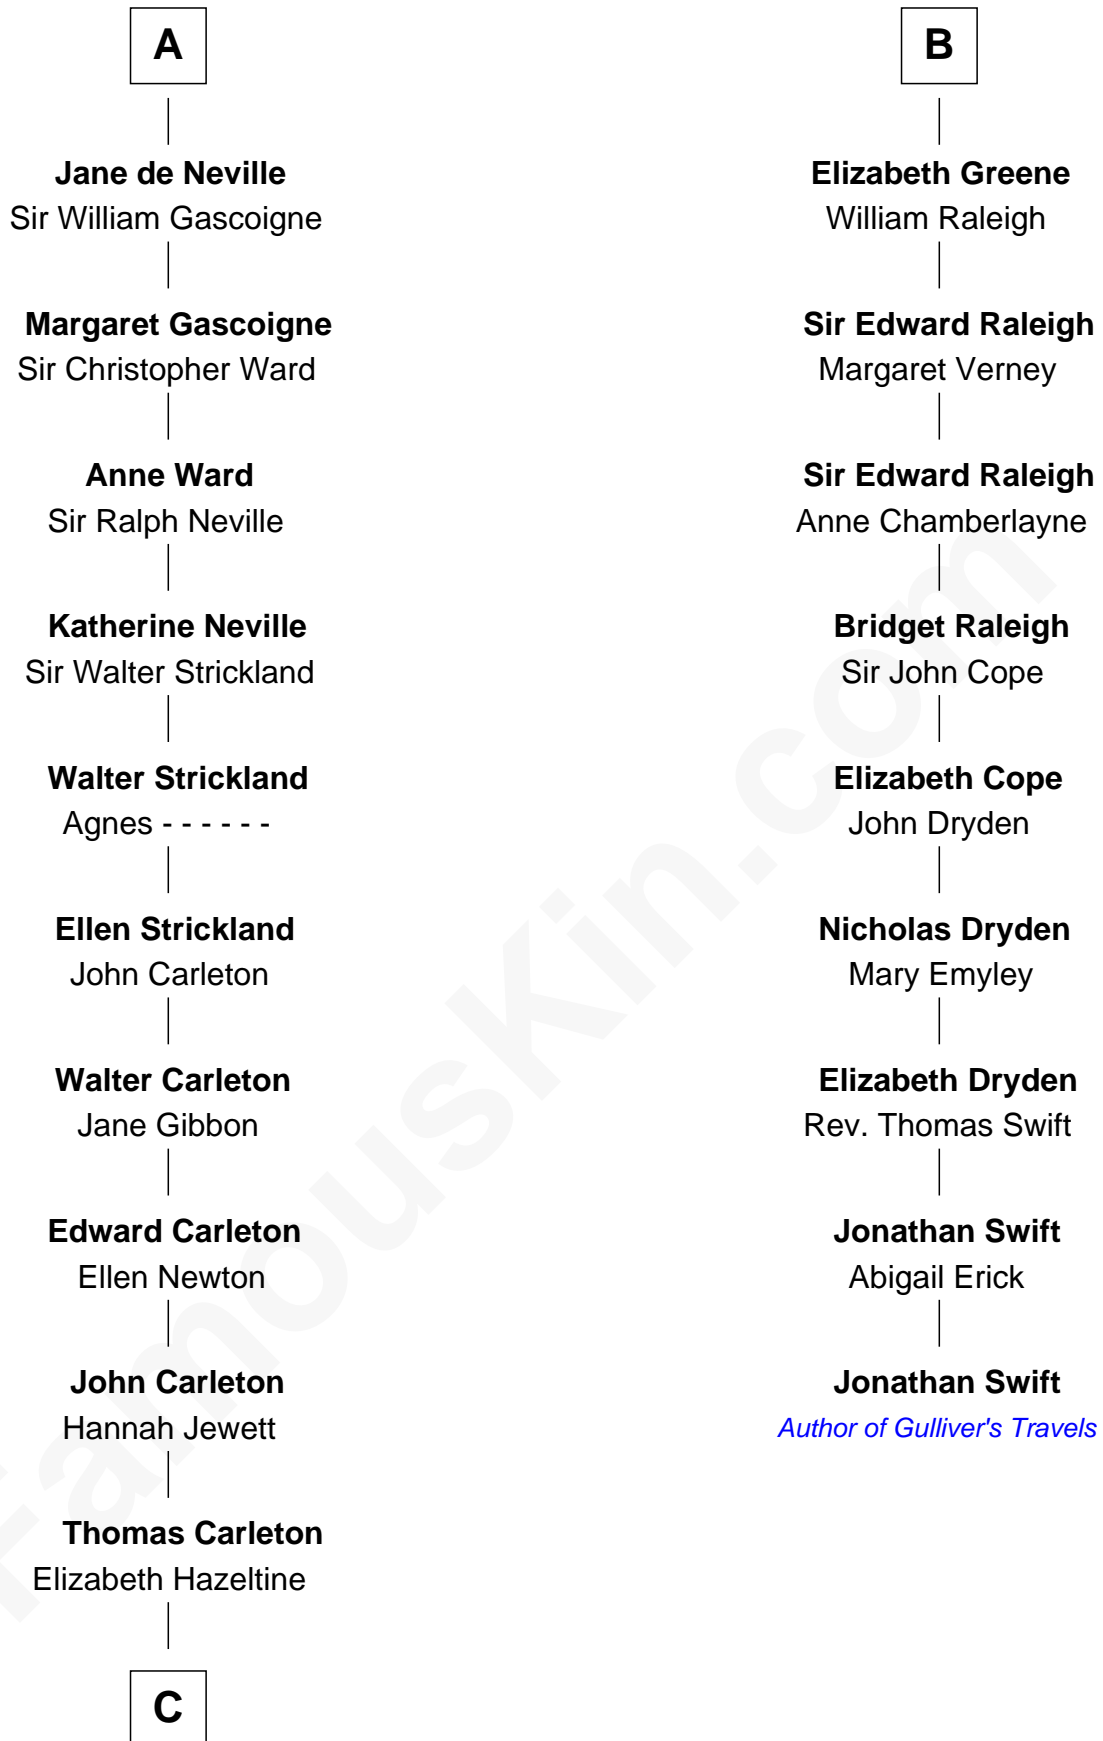 A
Jane de Neville
Sir William Gascoigne
Margaret Gascoigne
Sir Christopher Ward
Anne Ward
Sir Ralph Neville
Katherine Neville
Sir Walter Strickland
Walter Strickland
Agnes - - - - - -
Ellen Strickland
John Carleton
Walter Carleton
Jane Gibbon
Edward Carleton
Ellen Newton
John Carleton
Hannah Jewett
Thomas Carleton
Elizabeth Hazeltine
C
B
Elizabeth Greene
William Raleigh
Sir Edward Raleigh
Margaret Verney
Sir Edward Raleigh
Anne Chamberlayne
Bridget Raleigh
Sir John Cope
Elizabeth Cope
John Dryden
Nicholas Dryden
Mary Emyley
Elizabeth Dryden
Rev. Thomas Swift
Jonathan Swift
Abigail Erick
Jonathan Swift
Author of Gulliver's Travels
FamousKin.com